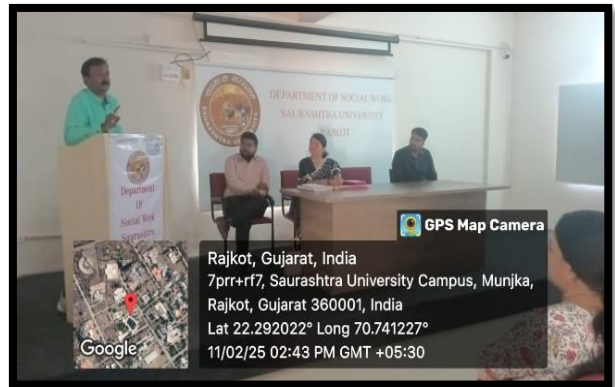 DEPARTMENT OF SOCIAL WORK
SAURASHTRA UNIVERSITY
RAJKOT
Department
Of
Social Work
Saurashtra
GPS Map Camera
Rajkot, Gujarat, India
7prr+rf7, Saurashtra University Campus, Munjka,
Rajkot, Gujarat 360001, India
Lat 22.292022° Long 70.741227°
11/02/25 02:43 PM GMT +05:30
Google